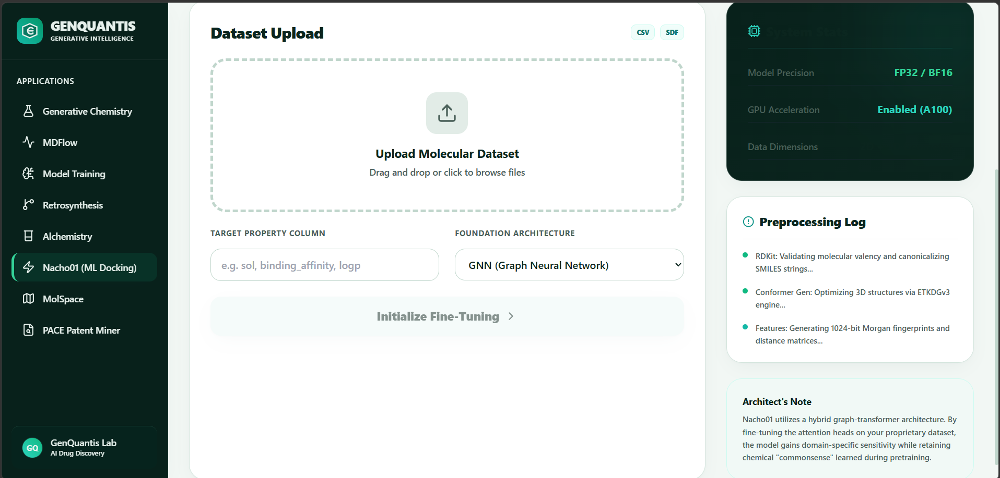 GENQUANTIS
GENERATIVE INTELLIGENCE
APPLICATIONS
Generative Chemistry
MDFlow
Model Training
Retrosynthesis
Alchemistry
Nacho01 (ML Docking)
MolSpace
PACE Patent Miner
GQ
GenQuantis Lab
AI Drug Discovery
Dataset Upload
CSV
SDF
Upload Molecular Dataset
Drag and drop or click to browse files
TARGET PROPERTY COLUMN
e.g. sol, binding_affinity, logp
FOUNDATION ARCHITECTURE
GNN (Graph Neural Network)
Initialize Fine-Tuning
System Stats
Model Precision
FP32 / BF16
GPU Acceleration
Enabled (A100)
Data Dimensions
Preprocessing Log
RDKit: Validating molecular valency and canonicalizing
SMILES strings...
Conformer Gen: Optimizing 3D structures via ETKDGv3
engine...
Features: Generating 1024-bit Morgan fingerprints and
distance matrices...
Architect's Note
Nacho01 utilizes a hybrid graph-transformer architecture. By
fine-tuning the attention heads on your proprietary dataset,
the model gains domain-specific sensitivity while retaining
chemical "commonsense" learned during pretraining.